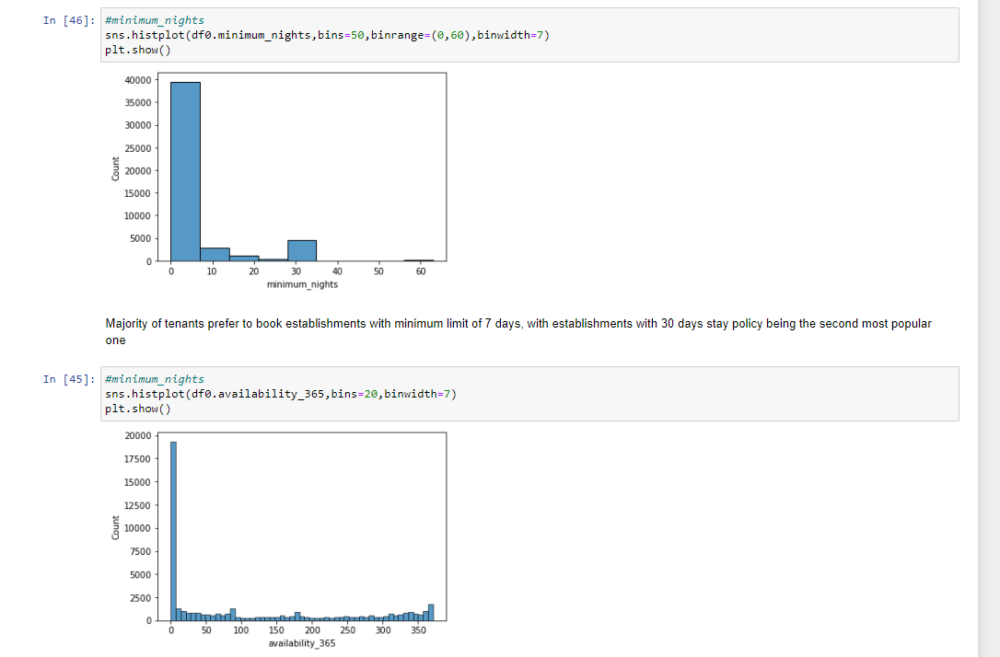 In [46]: #minimum_nights
sns.histplot(df0.minimum_nights,bins=50,binrange=(0,60),binwidth=7)
plt.show()
40000
35000
30000
25000
20000
15000
10000
5000
0
Count
0 10 20 30 40 50 60
minimum_nights
Majority of tenants prefer to book establishments with minimum limit of 7 days, with establishments with 30 days stay policy being the second most popular
one
In [45]: #minimum_nights
sns.histplot(df0.availability_365,bins=20,binwidth=7)
plt.show()
20000
17500
15000
12500
10000
7500
5000
2500
0
Count
0 50 100 150 200 250 300 350
availability_365